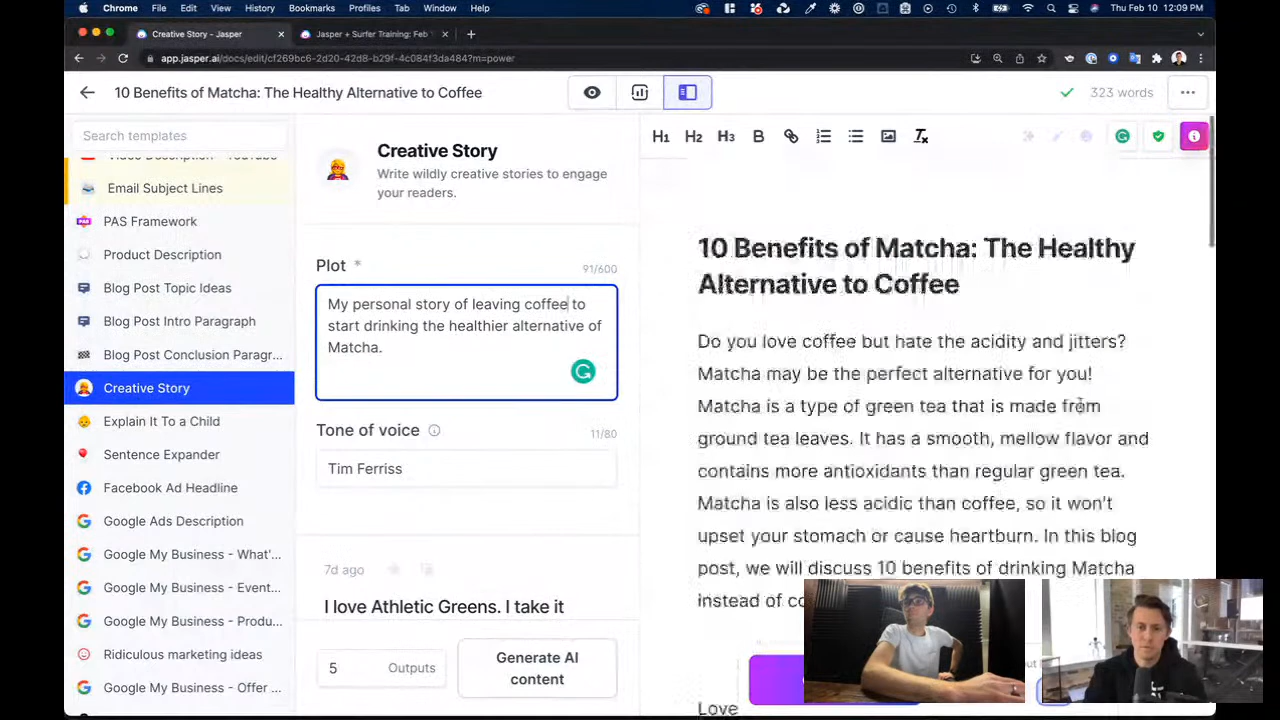 Chrome File Edit View History Bookmarks Profiles Tab Window Help
Thu Feb 10 12:09 PM
Creative Story - Jasper
Jasper + Surfer Training: Feb
app.jasper.ai/docs/edit/cf269bc6-2d20-42d8-b29f-4c084f3da484?m=power
10 Benefits of Matcha: The Healthy Alternative to Coffee
323 words
Search templates
Video Description - YouTube
Email Subject Lines
PAS Framework
Product Description
Blog Post Topic Ideas
Blog Post Intro Paragraph
Blog Post Conclusion Paragr...
Creative Story
Explain It To a Child
Sentence Expander
Facebook Ad Headline
Google Ads Description
Google My Business - What'...
Google My Business - Event...
Google My Business - Produ...
Ridiculous marketing ideas
Google My Business - Offer ...
Creative Story
Write wildly creative stories to engage
your readers.
Plot *
91/600
My personal story of leaving coffee to
start drinking the healthier alternative of
Matcha.
Tone of voice
11/80
Tim Ferriss
7d ago
I love Athletic Greens. I take it
5 Outputs
Generate AI
content
H1 H2 H3 B
10 Benefits of Matcha: The Healthy
Alternative to Coffee
Do you love coffee but hate the acidity and jitters?
Matcha may be the perfect alternative for you!
Matcha is a type of green tea that is made from
ground tea leaves. It has a smooth, mellow flavor and
contains more antioxidants than regular green tea.
Matcha is also less acidic than coffee, so it won't
upset your stomach or cause heartburn. In this blog
post, we will discuss 10 benefits of drinking Matcha
instead of
Love